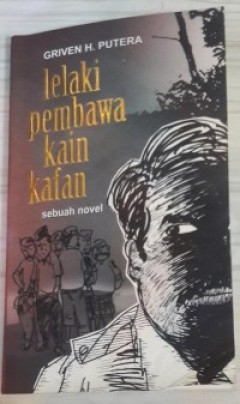 GRIVEN H. PUTERA
lelaki
pembawa
kain
kafan
sebuah novel